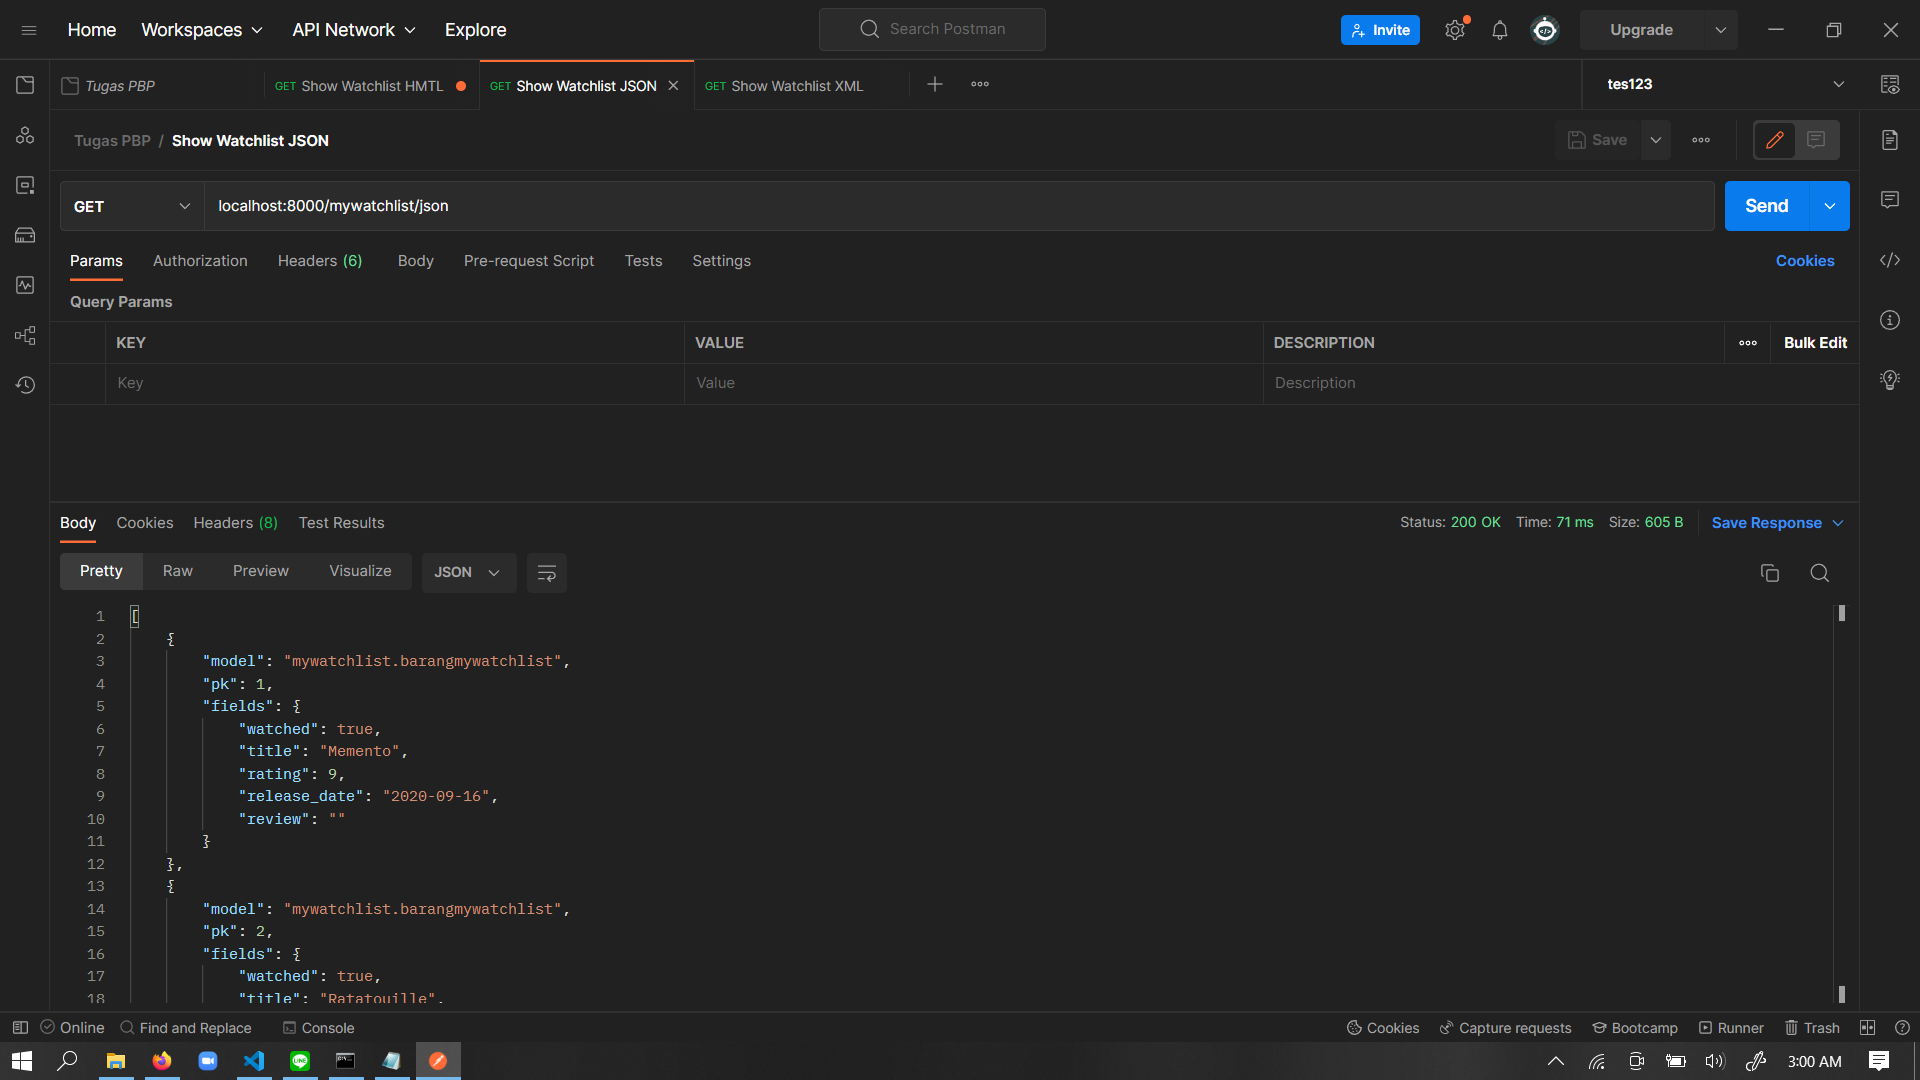 Home Workspaces API Network Explore Search Postman Invite Upgrade
Tugas PBP GET Show Watchlist HMTL GET Show Watchlist JSON GET Show Watchlist XML tes123
Tugas PBP / Show Watchlist JSON Save
GET localhost:8000/mywatchlist/json Send
Params Authorization Headers (6) Body Pre-request Script Tests Settings Cookies
Query Params
KEY VALUE DESCRIPTION Bulk Edit
Key Value Description
Body Cookies Headers (8) Test Results Status: 200 OK Time: 71 ms Size: 605 B Save Response
Pretty Raw Preview Visualize JSON
1 [
2 {
3 "model": "mywatchlist.barangmywatchlist",
4 "pk": 1,
5 "fields": {
6 "watched": true,
7 "title": "Memento",
8 "rating": 9,
9 "release_date": "2020-09-16",
10 "review": ""
11 }
12 },
13 {
14 "model": "mywatchlist.barangmywatchlist",
15 "pk": 2,
16 "fields": {
17 "watched": true,
18 "title": "Ratatouille",
Online Find and Replace Console Cookies Capture requests Bootcamp Runner Trash
LINE 3:00 AM